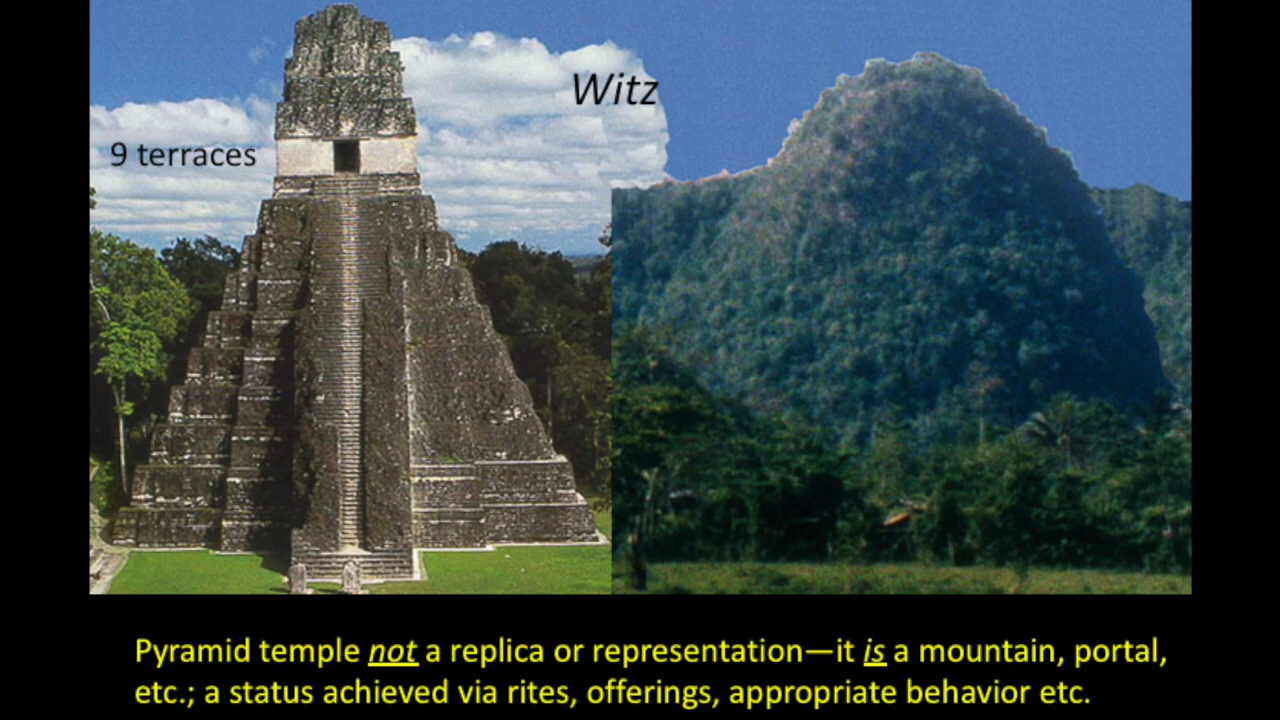 Witz
9 terraces
Pyramid temple not a replica or representation—it is a mountain, portal,
etc.; a status achieved via rites, offerings, appropriate behavior etc.